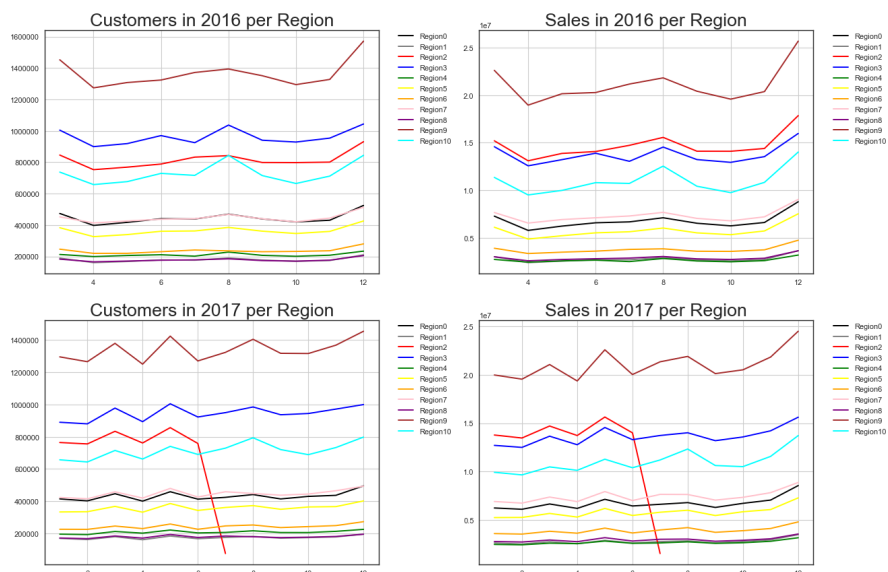 Customers in 2016 per Region
1600000
1400000
1200000
1000000
800000
600000
400000
200000
4
6
8
10
12
Region0
Region1
Region2
Region3
Region4
Region5
Region6
Region7
Region8
Region9
Region10
Sales in 2016 per Region
1e7
2.5
2.0
1.5
1.0
0.5
4
6
8
10
12
Region0
Region1
Region2
Region3
Region4
Region5
Region6
Region7
Region8
Region9
Region10
Customers in 2017 per Region
1400000
1200000
1000000
800000
600000
400000
200000
Region0
Region1
Region2
Region3
Region4
Region5
Region6
Region7
Region8
Region9
Region10
Sales in 2017 per Region
1e7
2.5
2.0
1.5
1.0
0.5
Region0
Region1
Region2
Region3
Region4
Region5
Region6
Region7
Region8
Region9
Region10